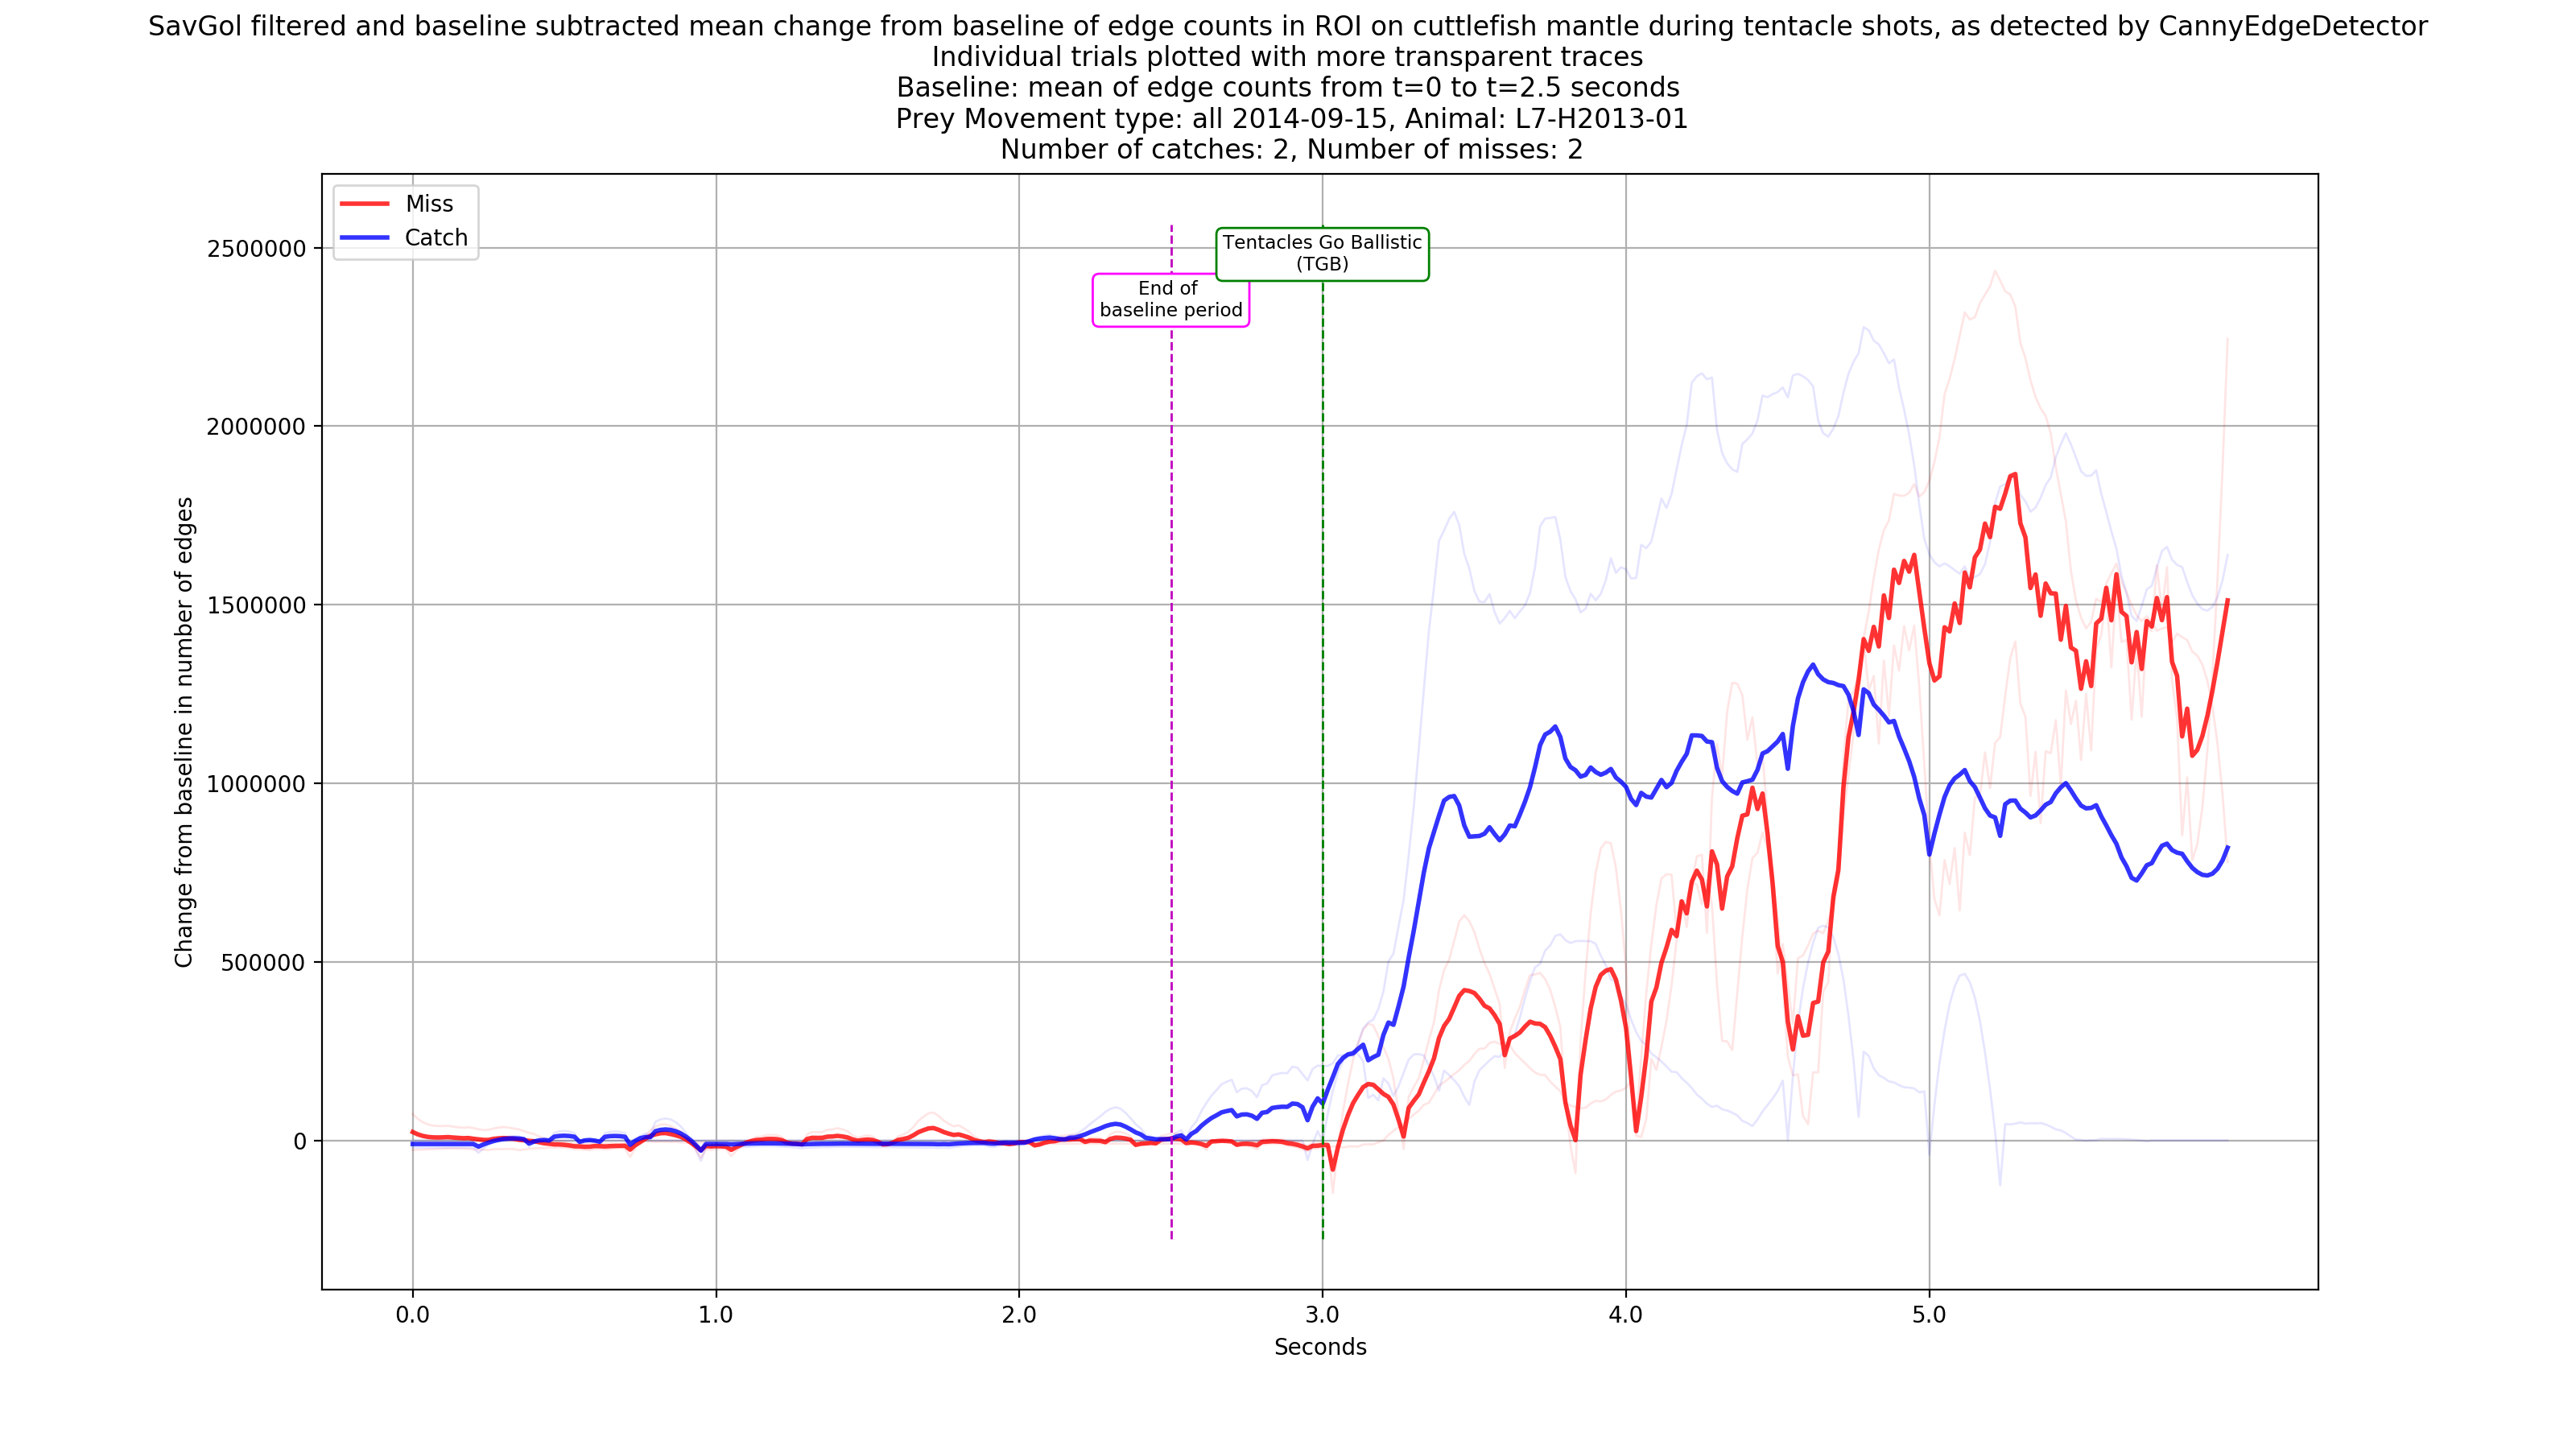 SavGol filtered and baseline subtracted mean change from baseline of edge counts in ROI on cuttlefish mantle during tentacle shots, as detected by CannyEdgeDetector
Individual trials plotted with more transparent traces
Baseline: mean of edge counts from t=0 to t=2.5 seconds
Prey Movement type: all 2014-09-15, Animal: L7-H2013-01
Number of catches: 2, Number of misses: 2
Miss
Catch
Tentacles Go Ballistic
(TGB)
End of
baseline period
Change from baseline in number of edges
2500000
2000000
1500000
1000000
500000
0
0.0 1.0 2.0 3.0 4.0 5.0
Seconds